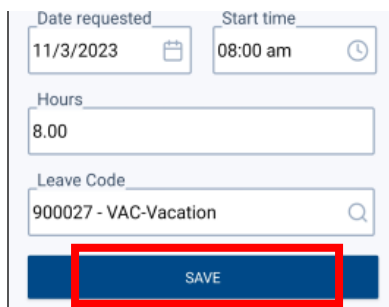 Date requested Start time
11/3/2023 08:00 am
Hours
8.00
Leave Code
900027 - VAC-Vacation
SAVE